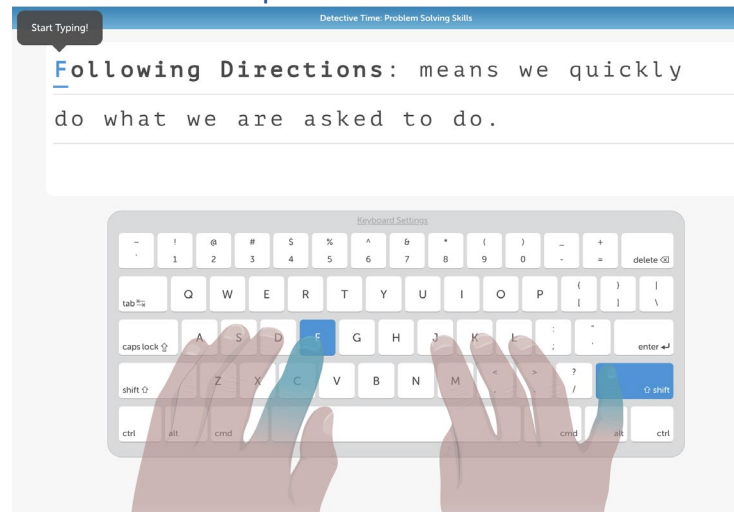 Detective Time: Problem Solving Skills
Start Typing!
Following Directions: means we quickly
do what we are asked to do.
Keyboard Settings
~ ! @ # $ % ^ & * ( ) _ +
` 1 2 3 4 5 6 7 8 9 0 - = delete
tab Q W E R T Y U I O P { } |
[ ] \
caps lock A S D F G H J K L : "
; ' enter
shift Z X C V B N M < > ?
, . / shift
ctrl alt cmd cmd alt ctrl